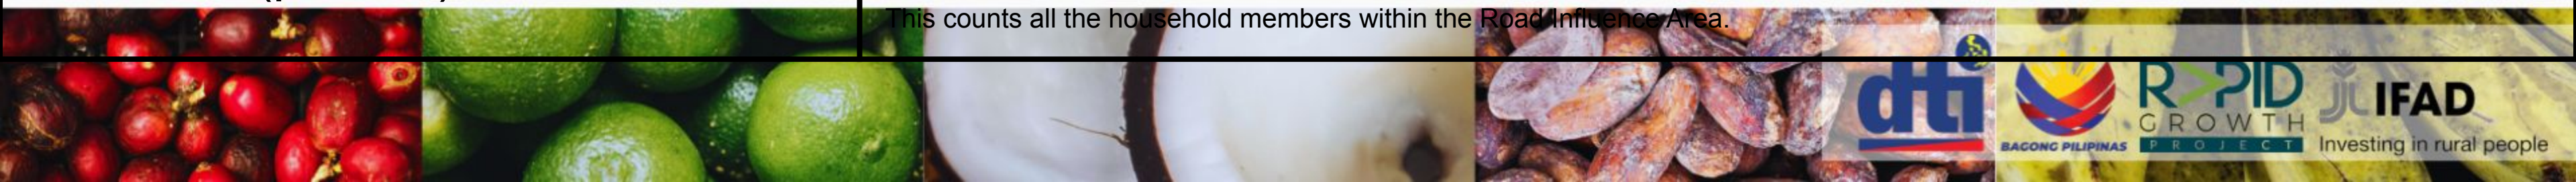 This counts all the household members within the Road Influence Area.
dti
BAGONG PILIPINAS
RAPID
GROWTH
PROJECT
IFAD
Investing in rural people